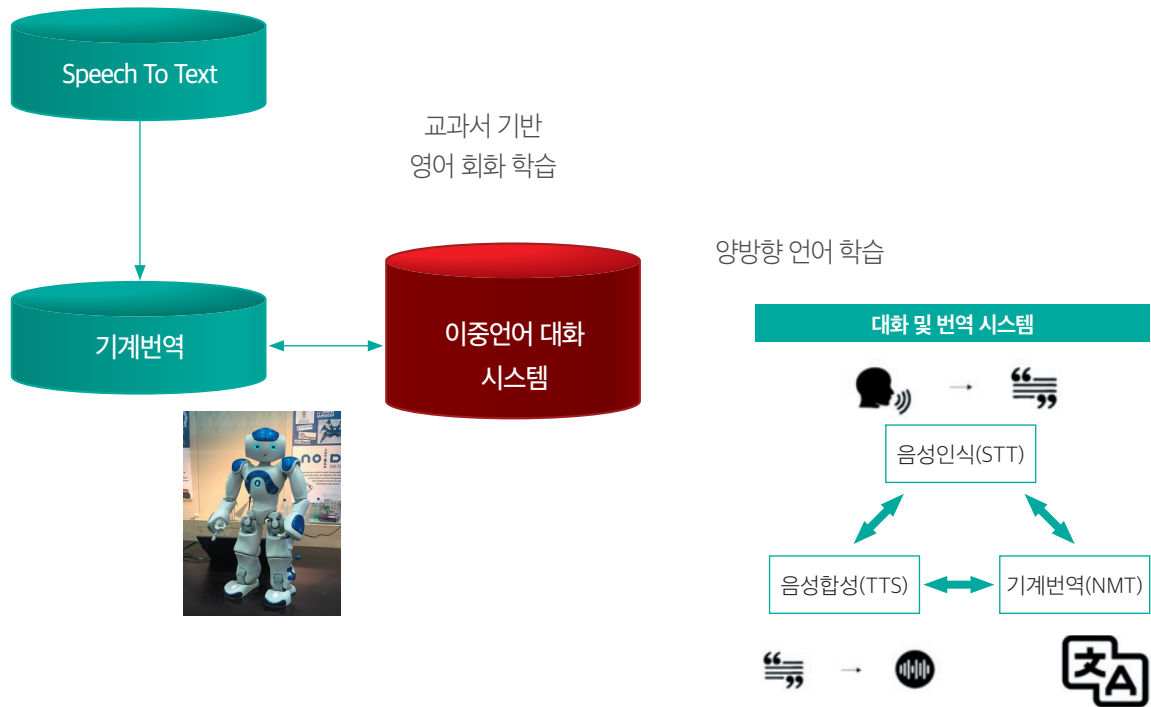 Speech To Text
교과서 기반
영어 회화 학습
양방향 언어 학습
기계번역
이중언어 대화
시스템
대화 및 번역 시스템
음성인식(STT)
음성합성(TTS)
기계번역(NMT)
文A